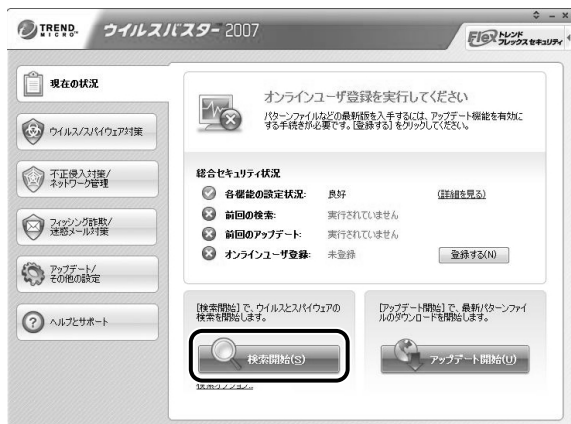 TREND MICRO
ウイルスバスター 2007
Flex トレンド フレックス セキュリティ
現在の状況
ウイルス/スパイウェア対策
不正侵入対策/
ネットワーク管理
フィッシング詐欺/
迷惑メール対策
アップデート/
その他の設定
ヘルプとサポート
オンラインユーザ登録を実行してください
パターンファイルなどの最新版を入手するには、アップデート機能を有効に
する手続きが必要です。[登録する]をクリックしてください。
総合セキュリティ状況
各機能の設定状況: 良好 (詳細を見る)
前回の検索: 実行されていません
前回のアップデート: 実行されていません
オンラインユーザ登録: 未登録 登録する(N)
[検索開始]で、ウイルスとスパイウェアの
検索を開始します。
検索開始(S)
検索オプション...
[アップデート開始]で、最新パターンファイ
ルのダウンロードを開始します。
アップデート開始(U)